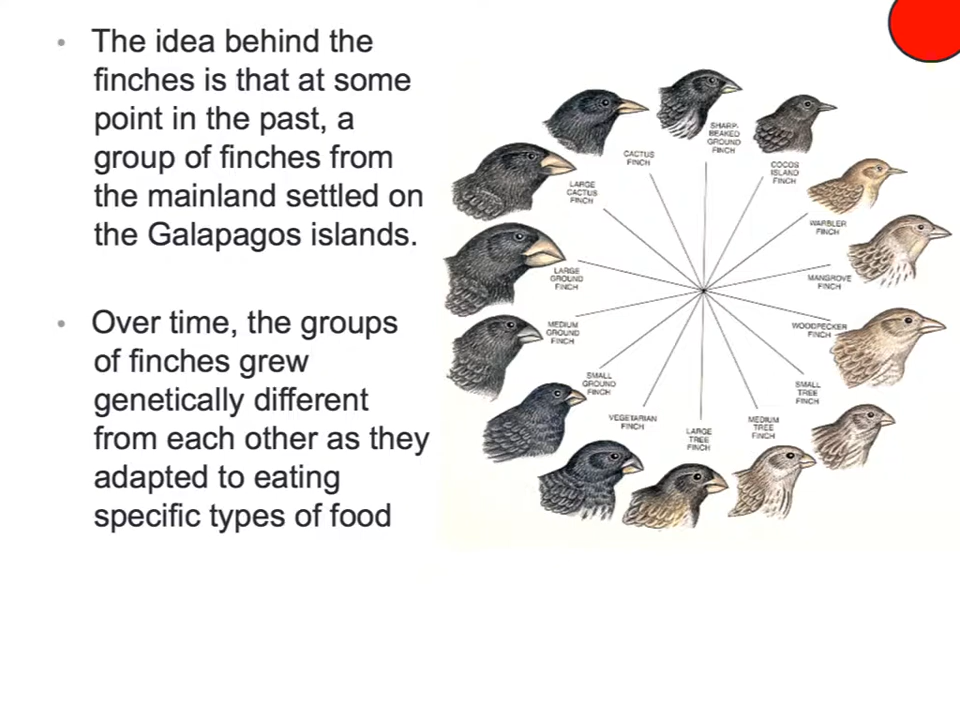 • The idea behind the
finches is that at some
point in the past, a
group of finches from
the mainland settled on
the Galapagos islands.
• Over time, the groups
of finches grew
genetically different
from each other as they
adapted to eating
specific types of food
SHARP-
BEAKED
GROUND
FINCH
COCOS
ISLAND
FINCH
WARBLER
FINCH
MANGROVE
FINCH
WOODPECKER
FINCH
SMALL
TREE
FINCH
MEDIUM
TREE
FINCH
LARGE
TREE
FINCH
VEGETARIAN
FINCH
SMALL
GROUND
FINCH
MEDIUM
GROUND
FINCH
LARGE
GROUND
FINCH
LARGE
CACTUS
FINCH
CACTUS
FINCH